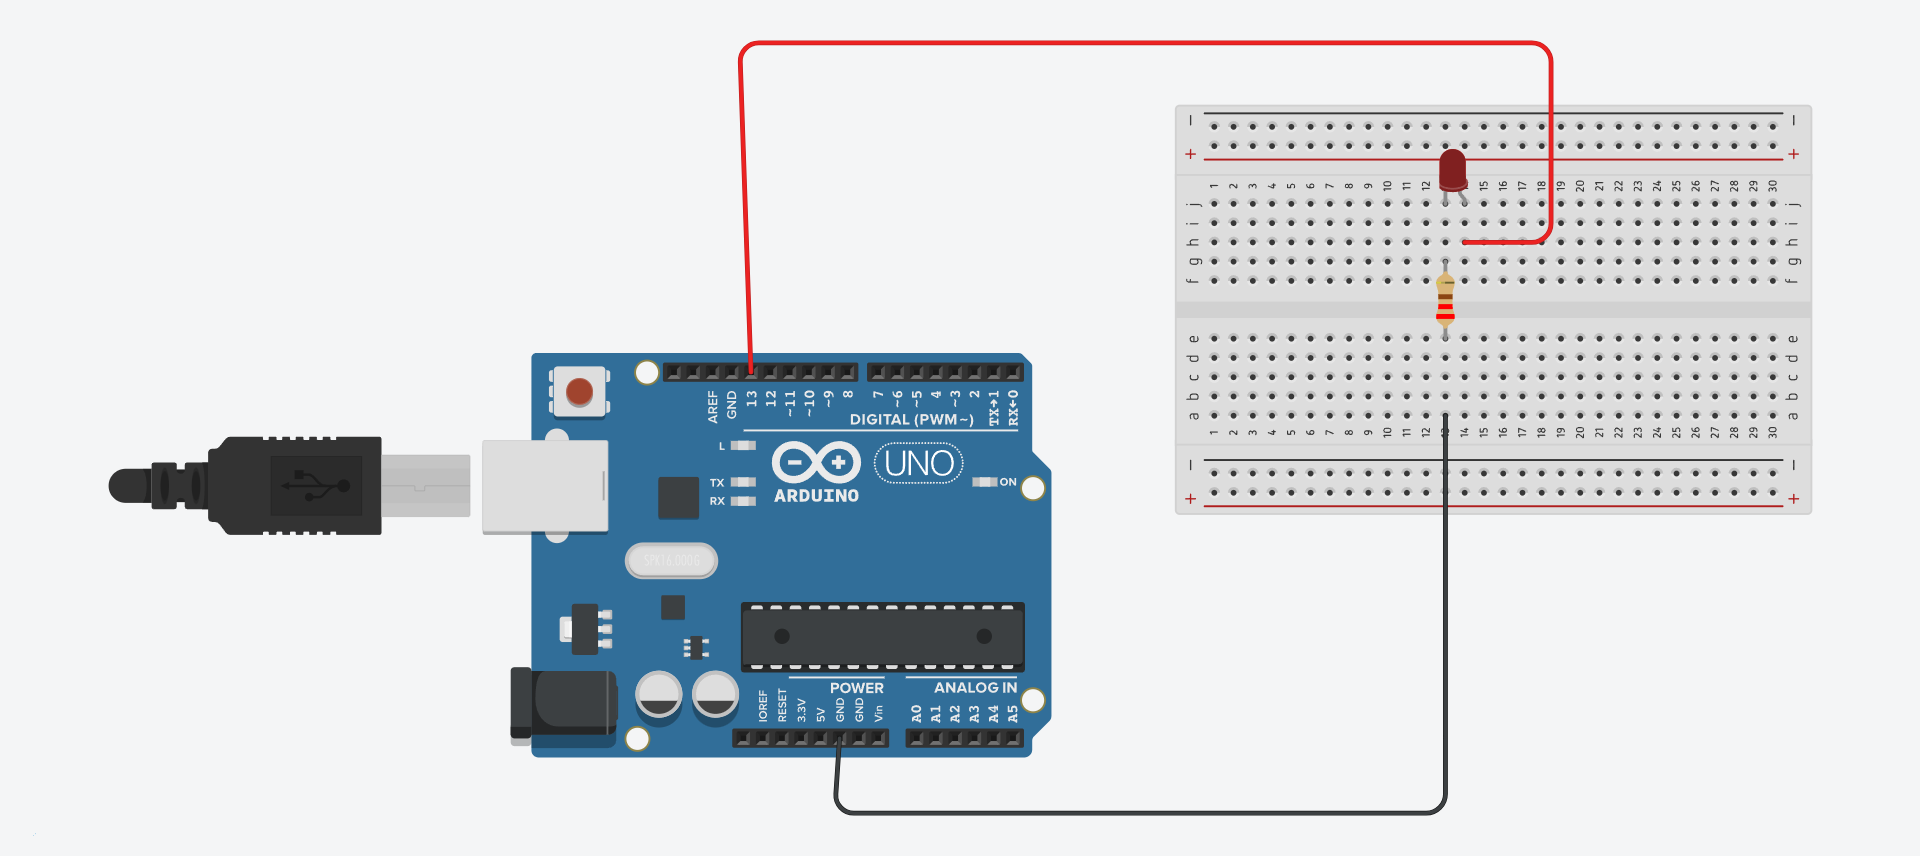 − −
+ +
1 2 3 4 5 6 7 8 9 10 11 12 15 16 17 18 19 20 21 22 23 24 25 26 27 28 29 30
j j
i i
h h
g g
f f
e e
d d
c c
b b
a a
1 2 3 4 5 6 7 8 9 10 11 12 14 15 16 17 18 19 20 21 22 23 24 25 26 27 28 29 30
− −
+ +
AREF GND 13 12 ~11 ~10 ~9 8 7 ~6 ~5 4 ~3 2 TX→1 RX←0
DIGITAL (PWM~)
L
UNO
TX
RX
ON
ARDUINO
SPK16.000G
POWER ANALOG IN
IOREF RESET 3.3V 5V GND GND Vin A0 A1 A2 A3 A4 A5